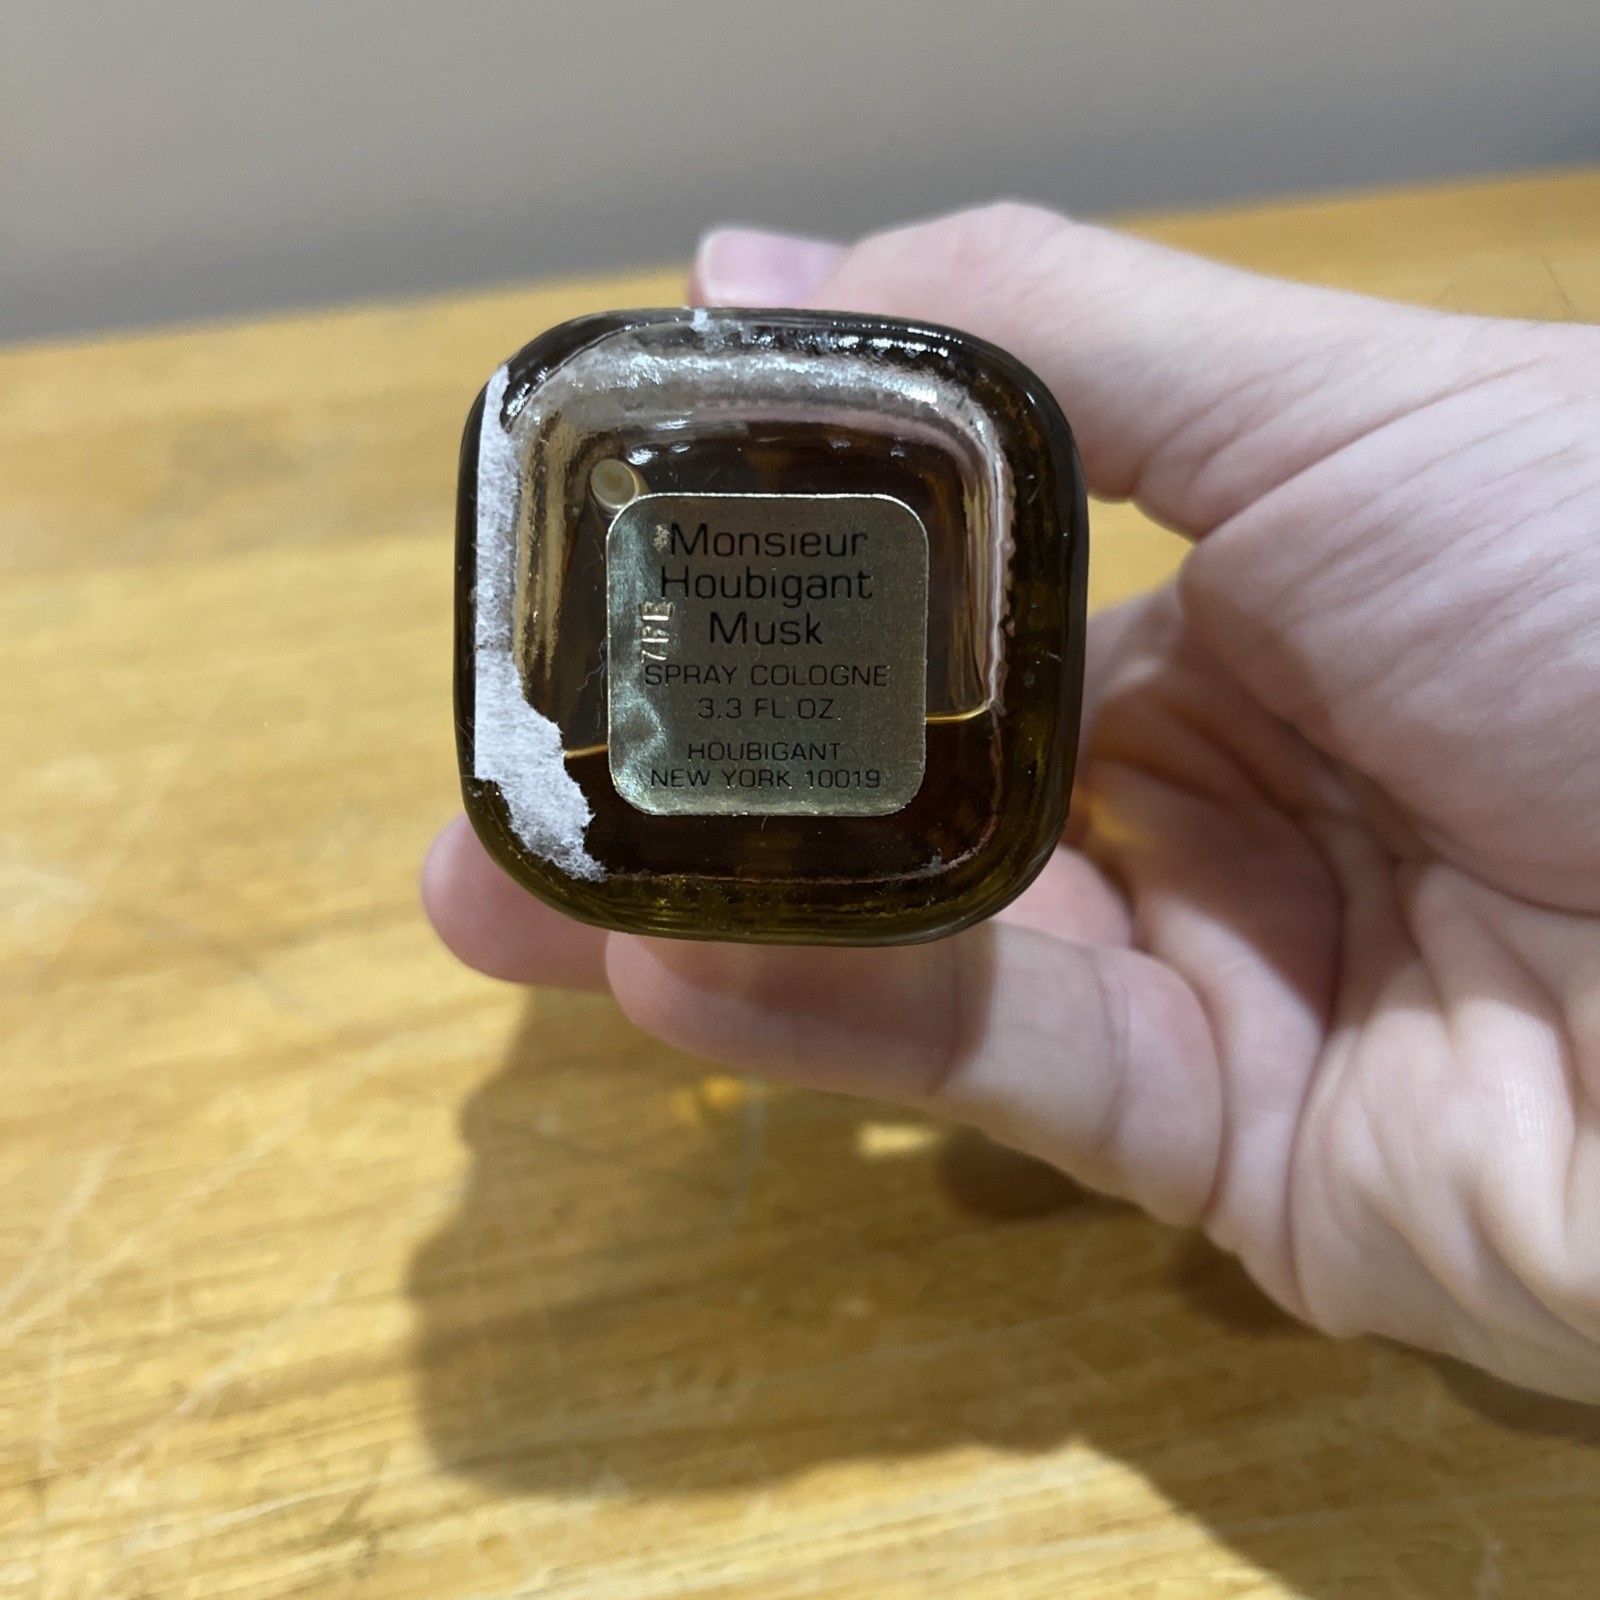 Monsieur
Houbigant
Musk
SPRAY COLOGNE
3.3 FL OZ
HOUBIGANT
NEW YORK 10019